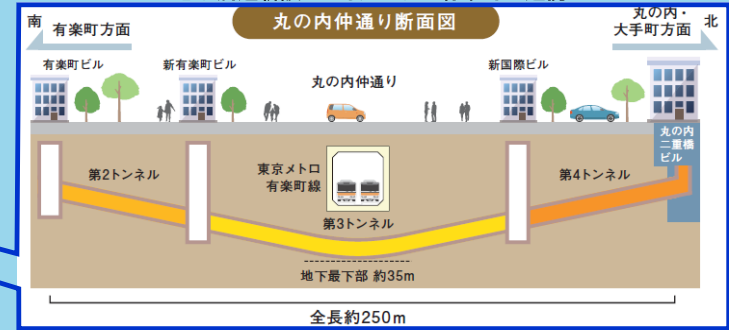 丸の内仲通り断面図
南
有楽町方面
丸の内・
大手町方面
北
有楽町ビル
新有楽町ビル
丸の内仲通り
新国際ビル
丸の内
二重橋
ビル
第2トンネル
東京メトロ
有楽町線
第3トンネル
第4トンネル
地下最下部 約35m
全長約250m